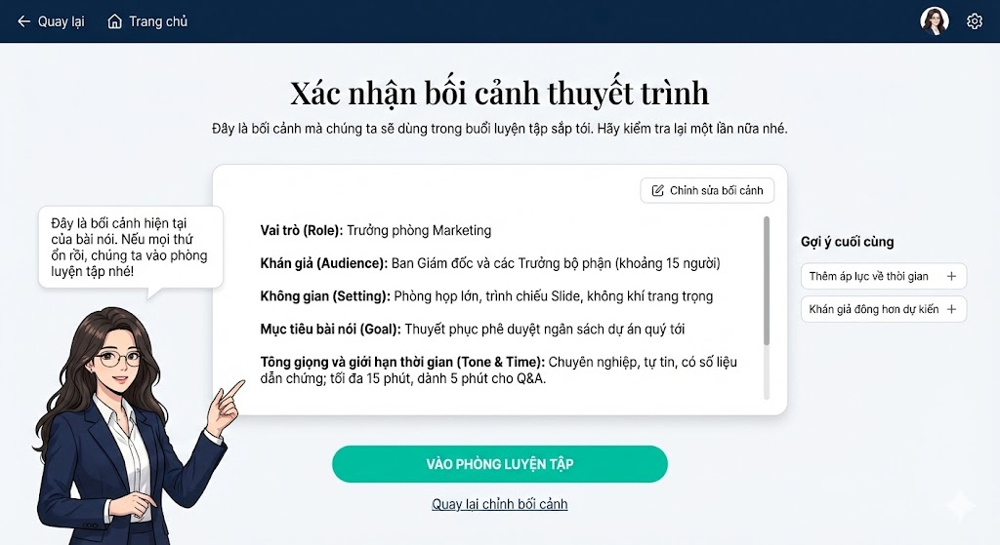 Quay lại
Trang chủ
Xác nhận bối cảnh thuyết trình
Đây là bối cảnh mà chúng ta sẽ dùng trong buổi luyện tập sắp tới. Hãy kiểm tra lại một lần nữa nhé.
Chỉnh sửa bối cảnh
Đây là bối cảnh hiện tại
của bài nói. Nếu mọi thứ
ổn rồi, chúng ta vào phòng
luyện tập nhé!
Vai trò (Role): Trưởng phòng Marketing
Khán giả (Audience): Ban Giám đốc và các Trưởng bộ phận (khoảng 15 người)
Không gian (Setting): Phòng họp lớn, trình chiếu Slide, không khí trang trọng
Mục tiêu bài nói (Goal): Thuyết phục phê duyệt ngân sách dự án quý tới
Tông giọng và giới hạn thời gian (Tone & Time): Chuyên nghiệp, tự tin, có số liệu
dẫn chứng; tối đa 15 phút, dành 5 phút cho Q&A.
Gợi ý cuối cùng
Thêm áp lực về thời gian
Khán giả đông hơn dự kiến
VÀO PHÒNG LUYỆN TẬP
Quay lại chỉnh bối cảnh